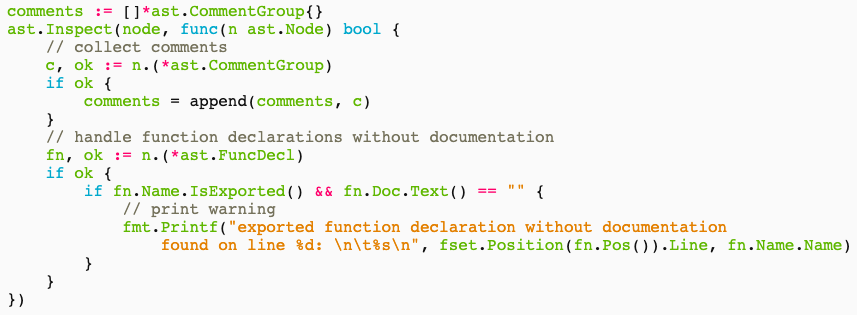 comments := []*ast.CommentGroup{}
ast.Inspect(node, func(n ast.Node) bool {
    // collect comments
    c, ok := n.(*ast.CommentGroup)
    if ok {
        comments = append(comments, c)
    }
    // handle function declarations without documentation
    fn, ok := n.(*ast.FuncDecl)
    if ok {
        if fn.Name.IsExported() && fn.Doc.Text() == "" {
            // print warning
            fmt.Printf("exported function declaration without documentation
                found on line %d: \n\t%s\n", fset.Position(fn.Pos()).Line, fn.Name.Name)
        }
    }
})